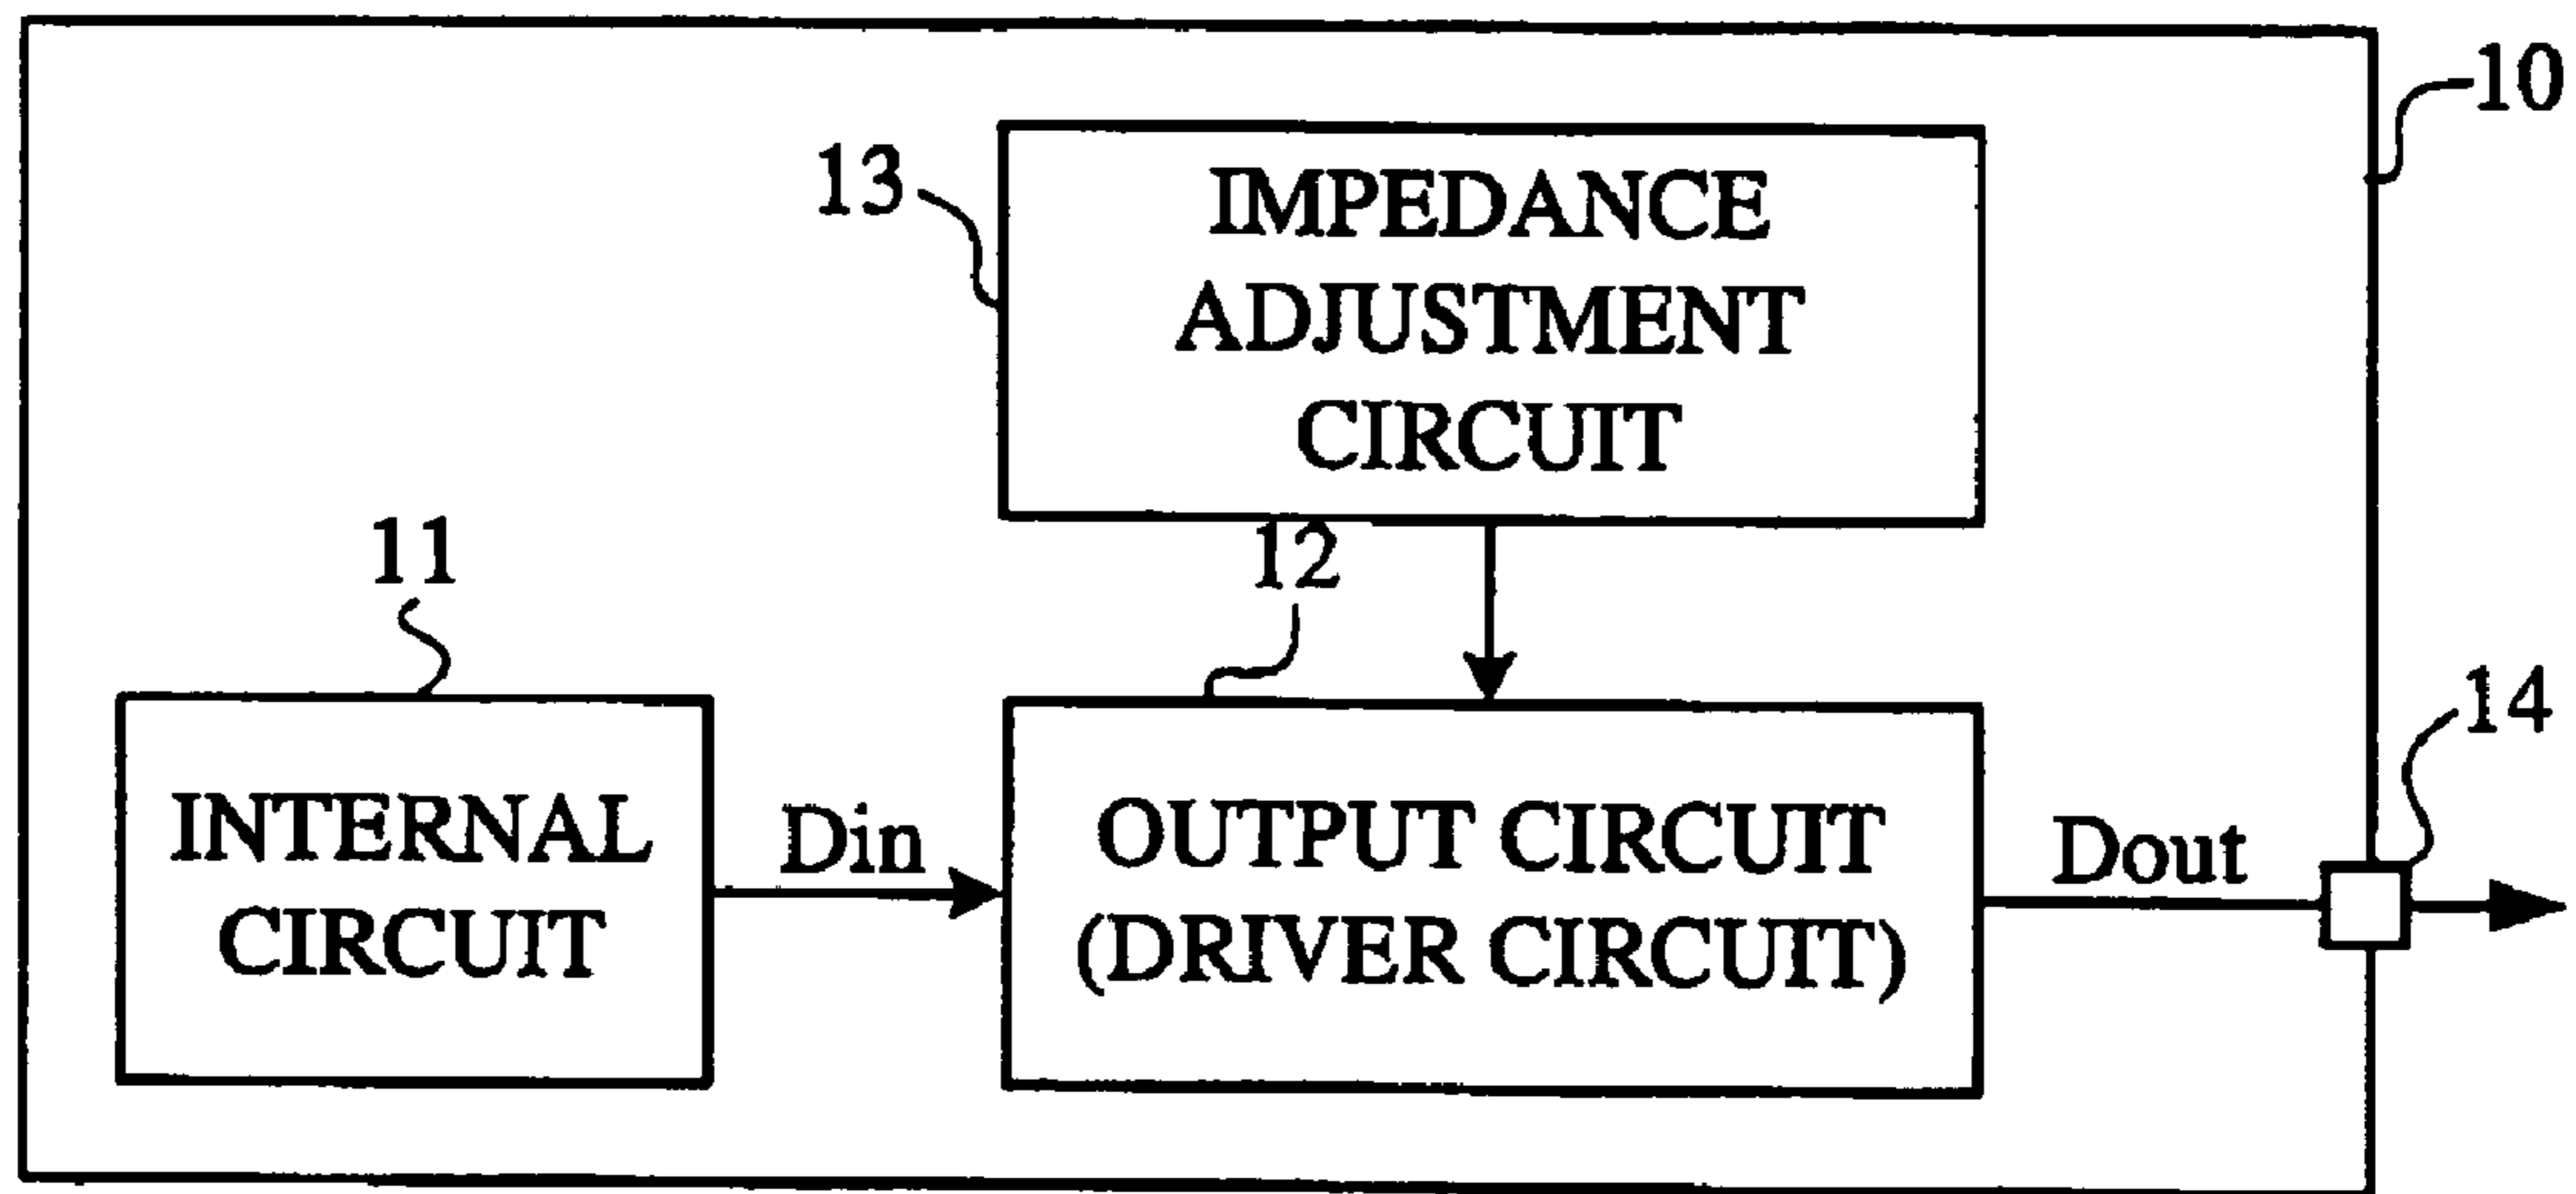 10
13
IMPEDANCE
ADJUSTMENT
CIRCUIT
11
12
14
INTERNAL
CIRCUIT
Din
OUTPUT CIRCUIT
(DRIVER CIRCUIT)
Dout